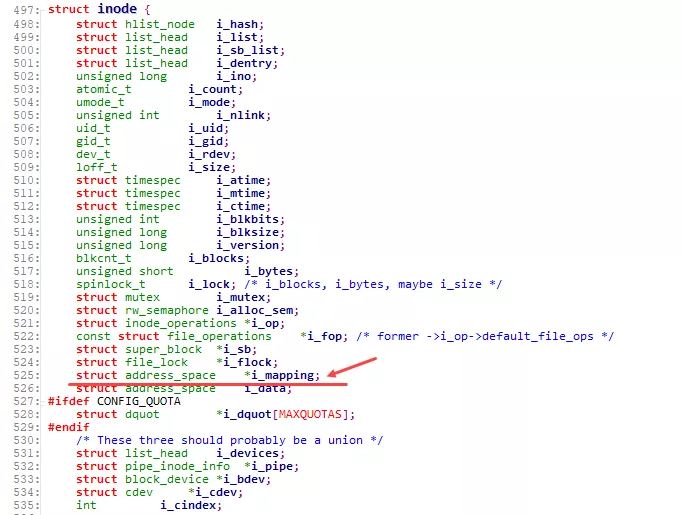 497: struct inode {
498: struct hlist_node i_hash;
499: struct list_head i_list;
500: struct list_head i_sb_list;
501: struct list_head i_dentry;
502: unsigned long i_ino;
503: atomic_t i_count;
504: umode_t i_mode;
505: unsigned int i_nlink;
506: uid_t i_uid;
507: gid_t i_gid;
508: dev_t i_rdev;
509: loff_t i_size;
510: struct timespec i_atime;
511: struct timespec i_mtime;
512: struct timespec i_ctime;
513: unsigned int i_blkbits;
514: unsigned long i_blksize;
515: unsigned long i_version;
516: blkcnt_t i_blocks;
517: unsigned short i_bytes;
518: spinlock_t i_lock; /* i_blocks, i_bytes, maybe i_size */
519: struct mutex i_mutex;
520: struct rw_semaphore i_alloc_sem;
521: struct inode_operations *i_op;
522: const struct file_operations *i_fop; /* former ->i_op->default_file_ops */
523: struct super_block *i_sb;
524: struct file_lock *i_flock;
525: struct address_space *i_mapping;
526: struct address_space i_data;
527: #ifdef CONFIG_QUOTA
528: struct dquot *i_dquot[MAXQUOTAS];
529: #endif
530: /* These three should probably be a union */
531: struct list_head i_devices;
532: struct pipe_inode_info *i_pipe;
533: struct block_device *i_bdev;
534: struct cdev *i_cdev;
535: int i_cindex;